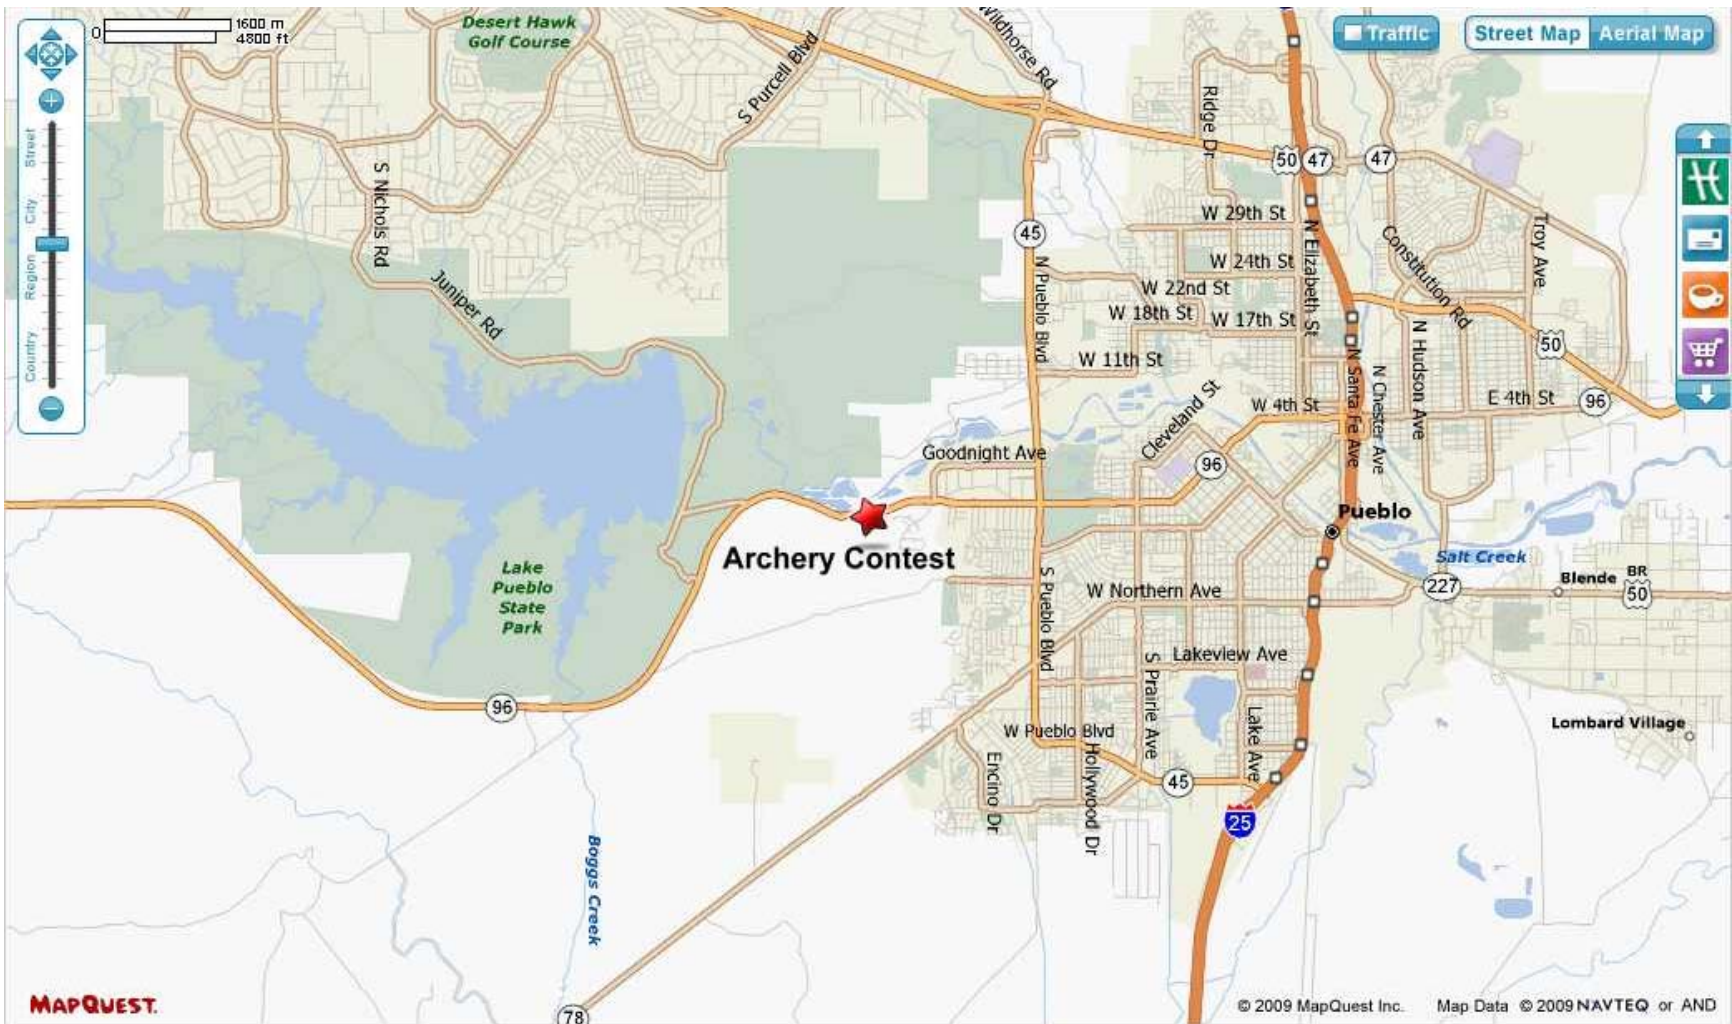 Desert Hawk
Golf Course
0
1600 m
4800 ft
Wildhorse Rd
S Purcell Blvd
Traffic
Street Map
Aerial Map
Street
City
Region
Country
Ridge Dr
50
47
47
S Nichols Rd
W 29th St
45
N Elizabeth St
Constitution Rd
Troy Ave
W 24th St
N Pueblo Blvd
W 22nd St
Juniper Rd
W 18th St
W 17th St
N Hudson Ave
50
W 11th St
N Santa Fe Ave
N Chester Ave
Cleveland St
W 4th St
E 4th St
96
Goodnight Ave
96
Pueblo
Archery Contest
Salt Creek
Lake
Pueblo
State
Park
S Pueblo Blvd
W Northern Ave
227
Blende
BR
50
Lakeview Ave
S Prairie Ave
96
Lake Ave
Lombard Village
W Pueblo Blvd
Encino Dr
Hollywood Dr
45
25
Boggs Creek
MAPQUEST.
78
© 2009 MapQuest Inc.
Map Data © 2009 NAVTEQ or AND